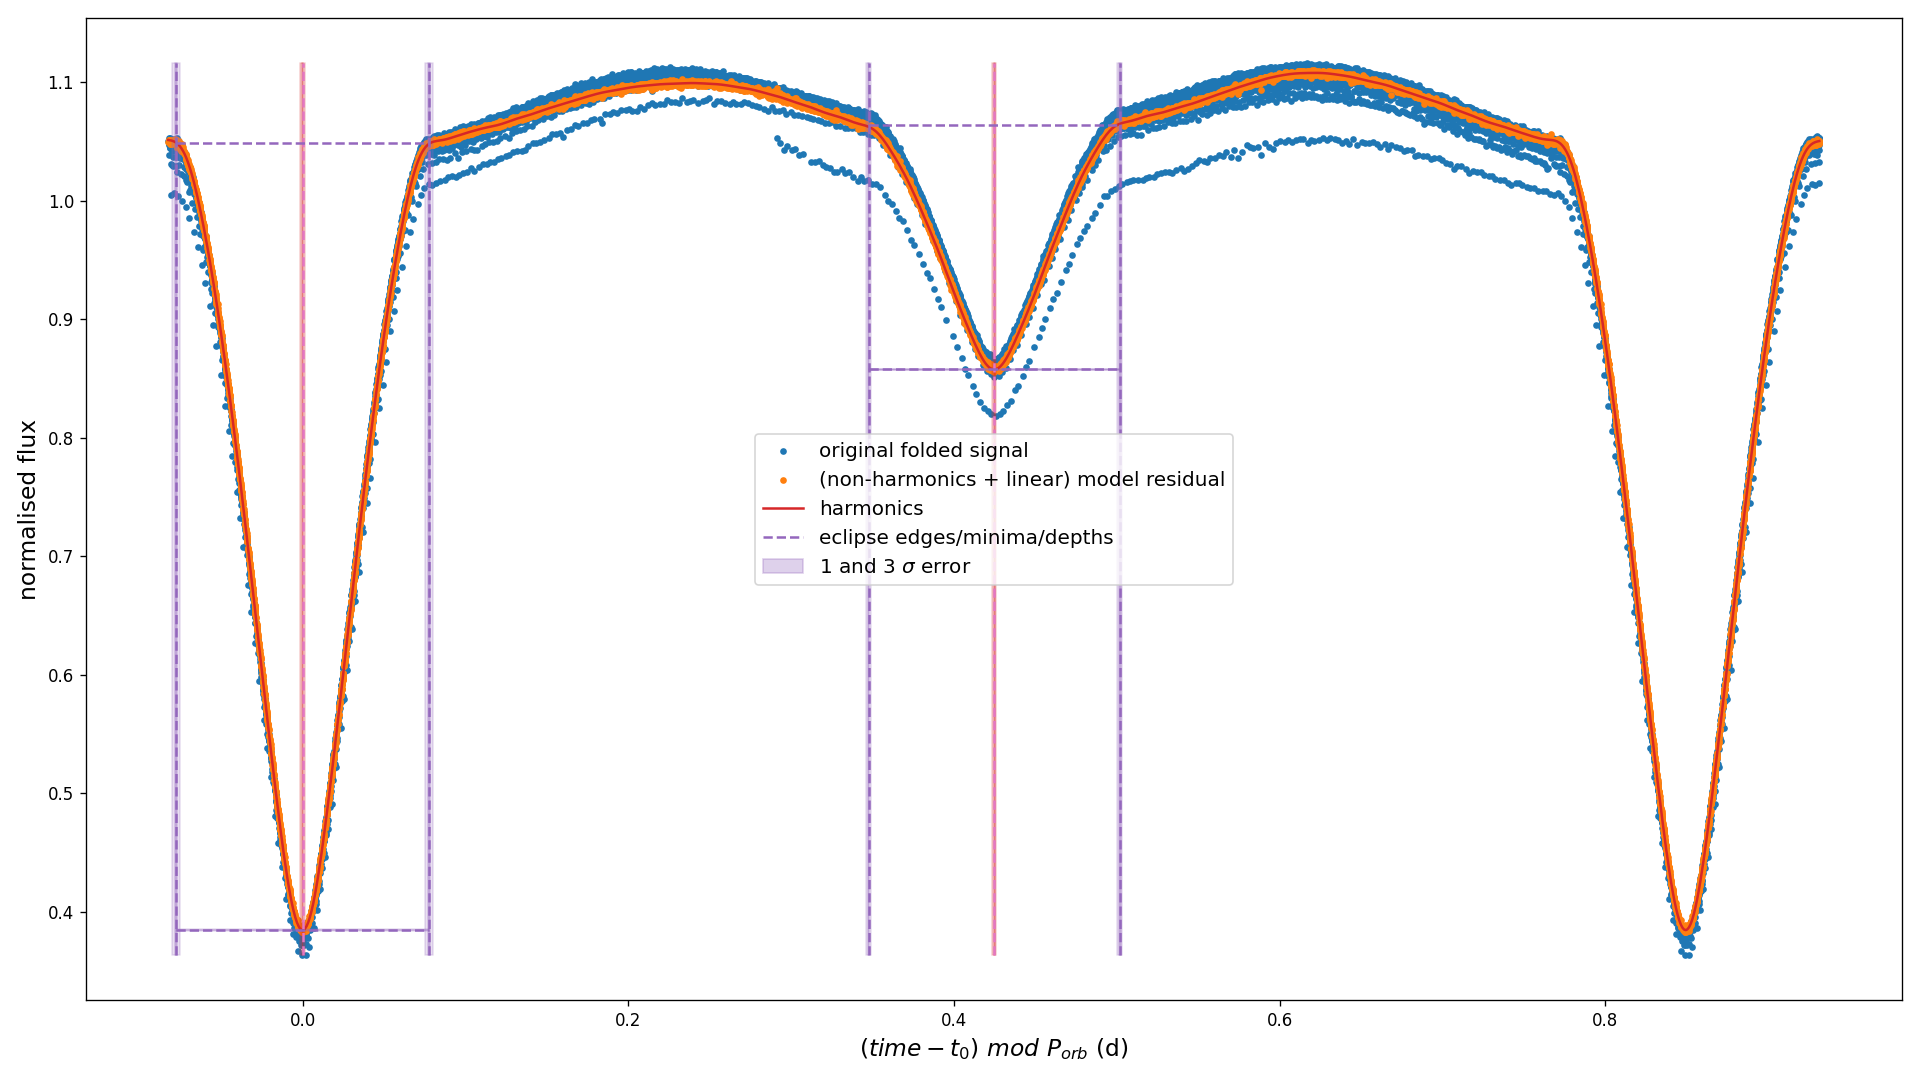 normalised flux
1.1
1.0
0.9
0.8
0.7
0.6
0.5
0.4
original folded signal
(non-harmonics + linear) model residual
harmonics
eclipse edges/minima/depths
1 and 3 σ error
0.0 0.2 0.4 0.6 0.8
(time − t₀) mod Pₒᵣb (d)